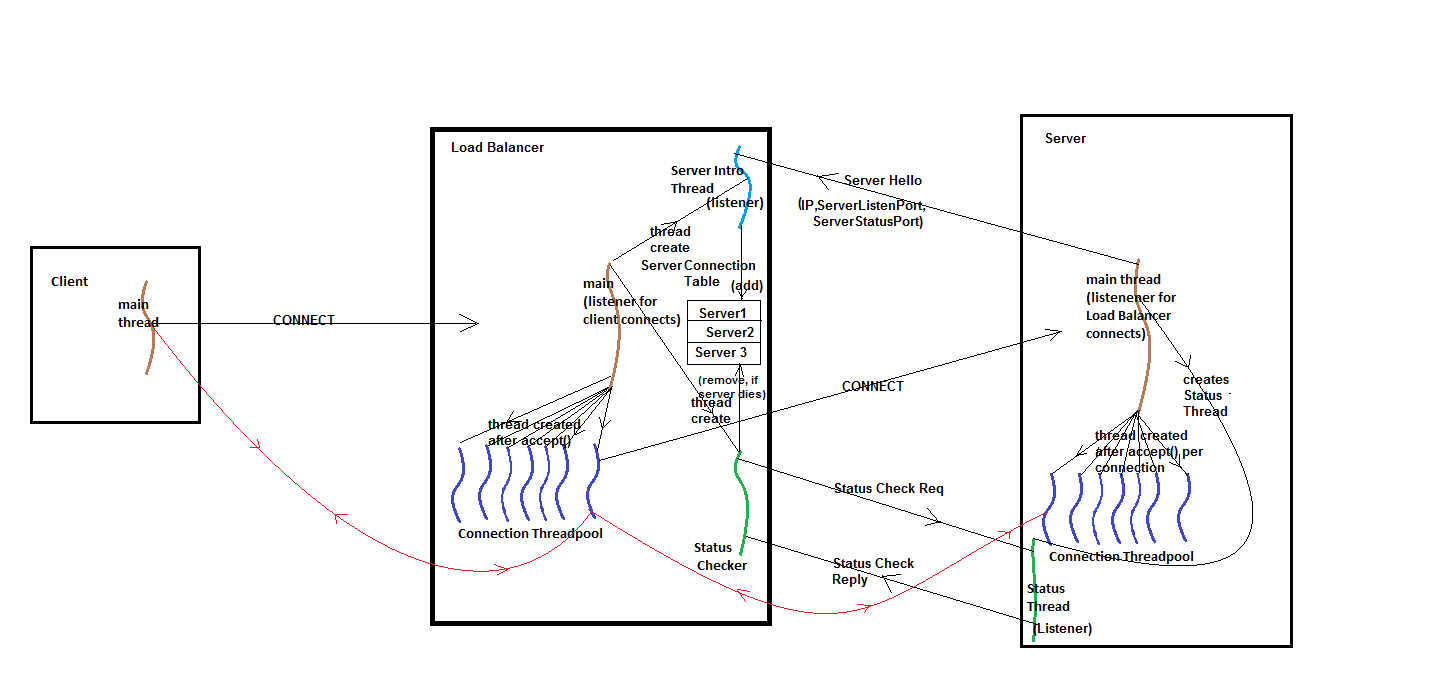 Client
main
thread
CONNECT
Load Balancer
Server Intro
Thread
(listener)
thread
create
Server Connection
Table
(add)
main
(listener for
client connects)
Server1
Server2
Server 3
(remove, if
server dies)
thread
create
thread created
after accept()
Connection Threadpool
Status
Checker
Server Hello
(IP,ServerListenPort,
ServerStatusPort)
CONNECT
Status Check Req
Status Check
Reply
Server
main thread
(listenener for
Load Balancer
connects)
creates
Status
Thread
thread created
after accept() per
connection
Connection Threadpool
Status
Thread
(Listener)